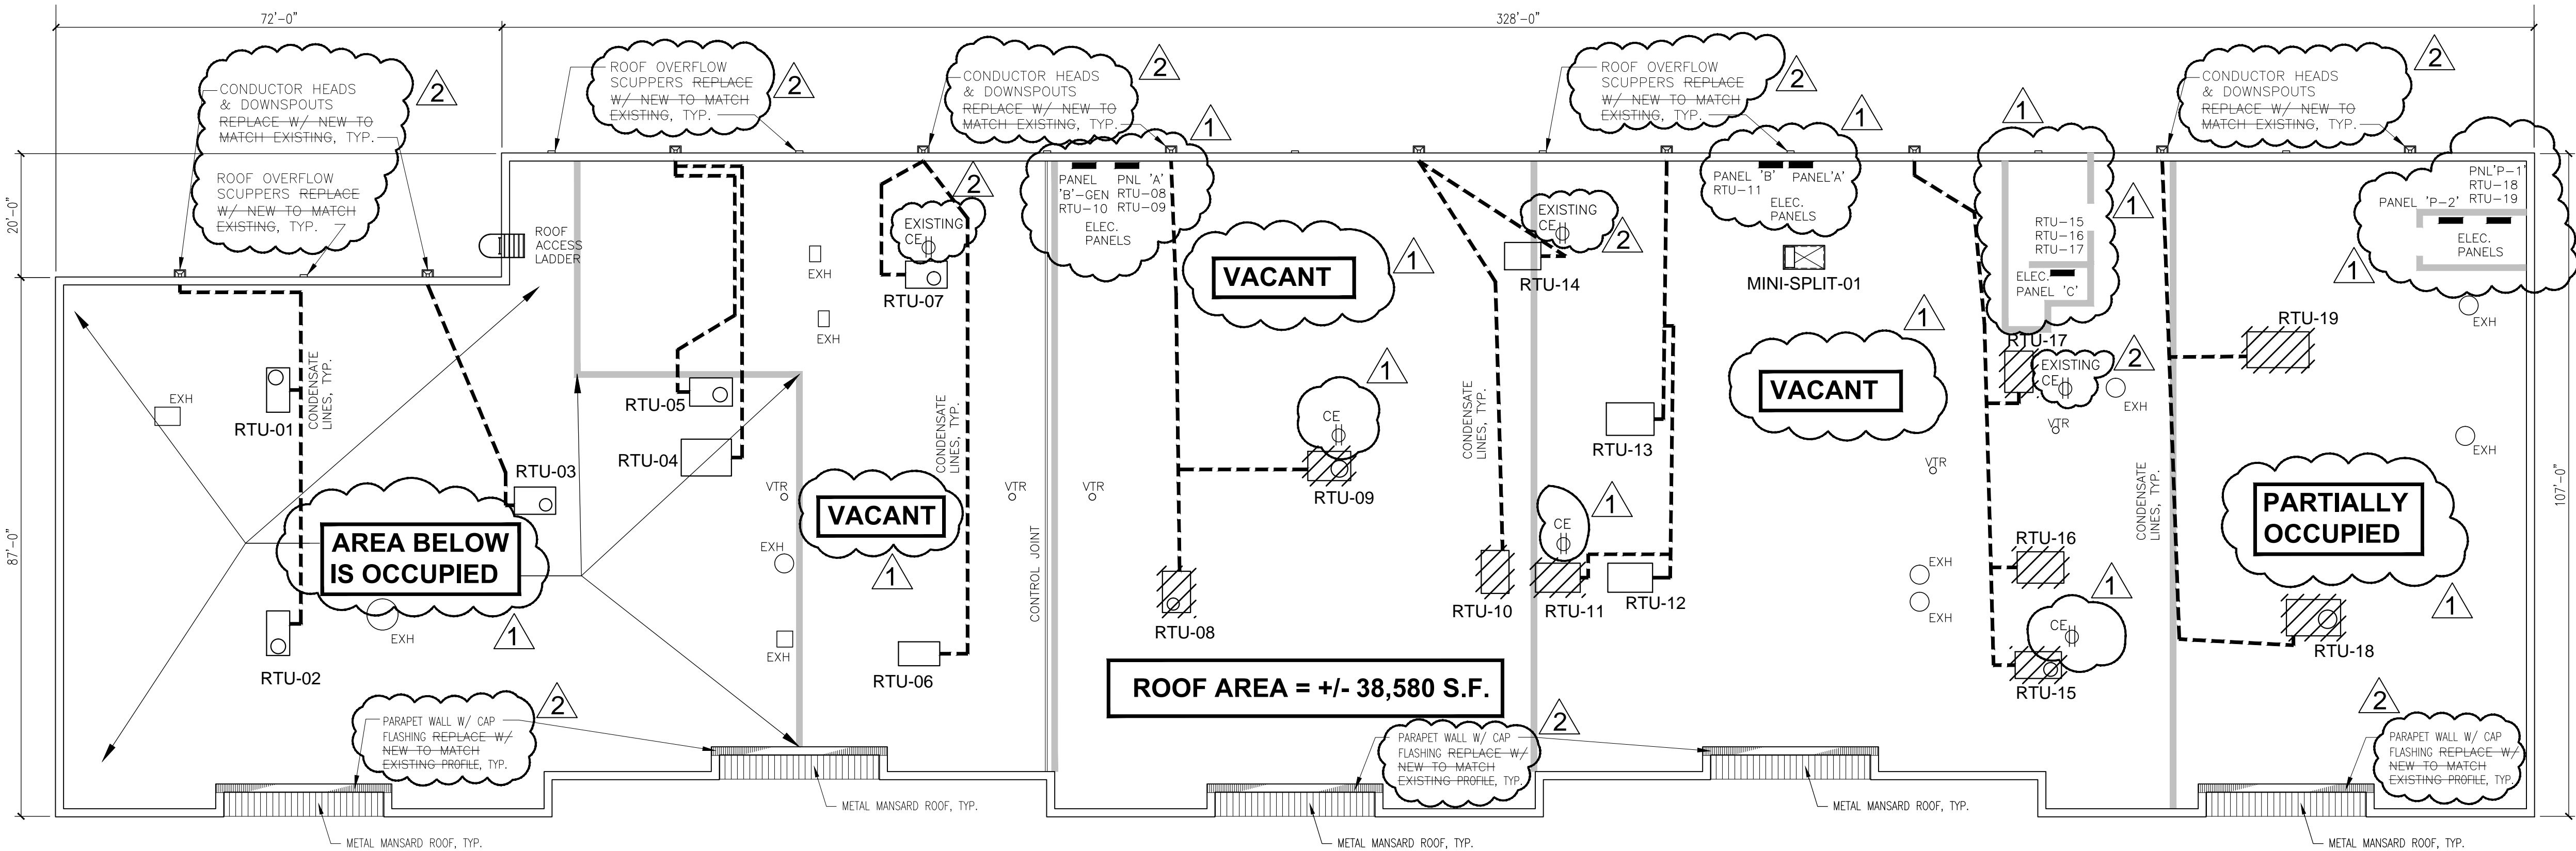 72'-0"
328'-0"
CONDUCTOR HEADS
& DOWNSPOUTS
REPLACE W/ NEW TO
MATCH EXISTING, TYP.
2
ROOF OVERFLOW
SCUPPERS REPLACE
W/ NEW TO MATCH
EXISTING, TYP.
ROOF OVERFLOW
SCUPPERS REPLACE
W/ NEW TO MATCH
EXISTING, TYP.
2
CONDUCTOR HEADS
& DOWNSPOUTS
REPLACE W/ NEW TO
MATCH EXISTING, TYP.
2
1
ROOF OVERFLOW
SCUPPERS REPLACE
W/ NEW TO MATCH
EXISTING, TYP.
2
1
1
CONDUCTOR HEADS
& DOWNSPOUTS
REPLACE W/ NEW TO
MATCH EXISTING, TYP.
2
20'-0"
87'-0"
107'-0"
ROOF
ACCESS
LADDER
EXH
EXH
EXISTING
CE
2
RTU-07
PANEL
'B'-GEN
RTU-10
PNL 'A'
RTU-08
RTU-09
ELEC.
PANELS
VACANT
1
EXISTING
CE
2
RTU-14
PANEL 'B'
RTU-11
PANEL'A'
ELEC.
PANELS
MINI-SPLIT-01
RTU-15
RTU-16
RTU-17
ELEC.
PANEL 'C'
1
PNL'P-1'
RTU-18
RTU-19
PANEL 'P-2'
ELEC.
PANELS
1
EXH
RTU-19
RTU-17
EXISTING
CE
2
EXH
VTR
VTR
EXH
EXH
RTU-01
CONDENSATE
LINES, TYP.
RTU-03
RTU-05
RTU-04
CONDENSATE
LINES, TYP.
VTR
VTR
VTR
CE
1
RTU-09
CONDENSATE
LINES, TYP.
RTU-13
VACANT
1
CONDENSATE
LINES, TYP.
AREA BELOW
IS OCCUPIED
1
EXH
RTU-02
VACANT
1
EXH
EXH
RTU-06
CONTROL JOINT
RTU-08
RTU-10
CE
1
RTU-11
RTU-12
EXH
EXH
RTU-16
1
CE
RTU-15
PARTIALLY
OCCUPIED
1
RTU-18
ROOF AREA = +/- 38,580 S.F.
PARAPET WALL W/ CAP
FLASHING REPLACE W/
NEW TO MATCH
EXISTING PROFILE, TYP.
2
PARAPET WALL W/ CAP
FLASHING REPLACE W/
NEW TO MATCH
EXISTING PROFILE, TYP.
2
PARAPET WALL W/ CAP
FLASHING REPLACE W/
NEW TO MATCH
EXISTING PROFILE, TYP.
2
METAL MANSARD ROOF, TYP.
METAL MANSARD ROOF, TYP.
METAL MANSARD ROOF, TYP.
METAL MANSARD ROOF, TYP.
METAL MANSARD ROOF, TYP.